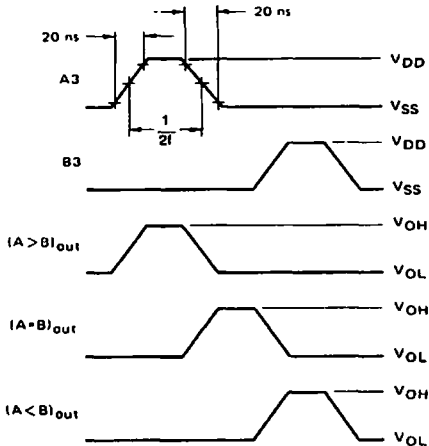 20 ns
20 ns
A3
VDD
VSS
1
2f
B3
VDD
VSS
(A>B)out
VOH
VOL
(A=B)out
VOH
VOL
(A<B)out
VOH
VOL